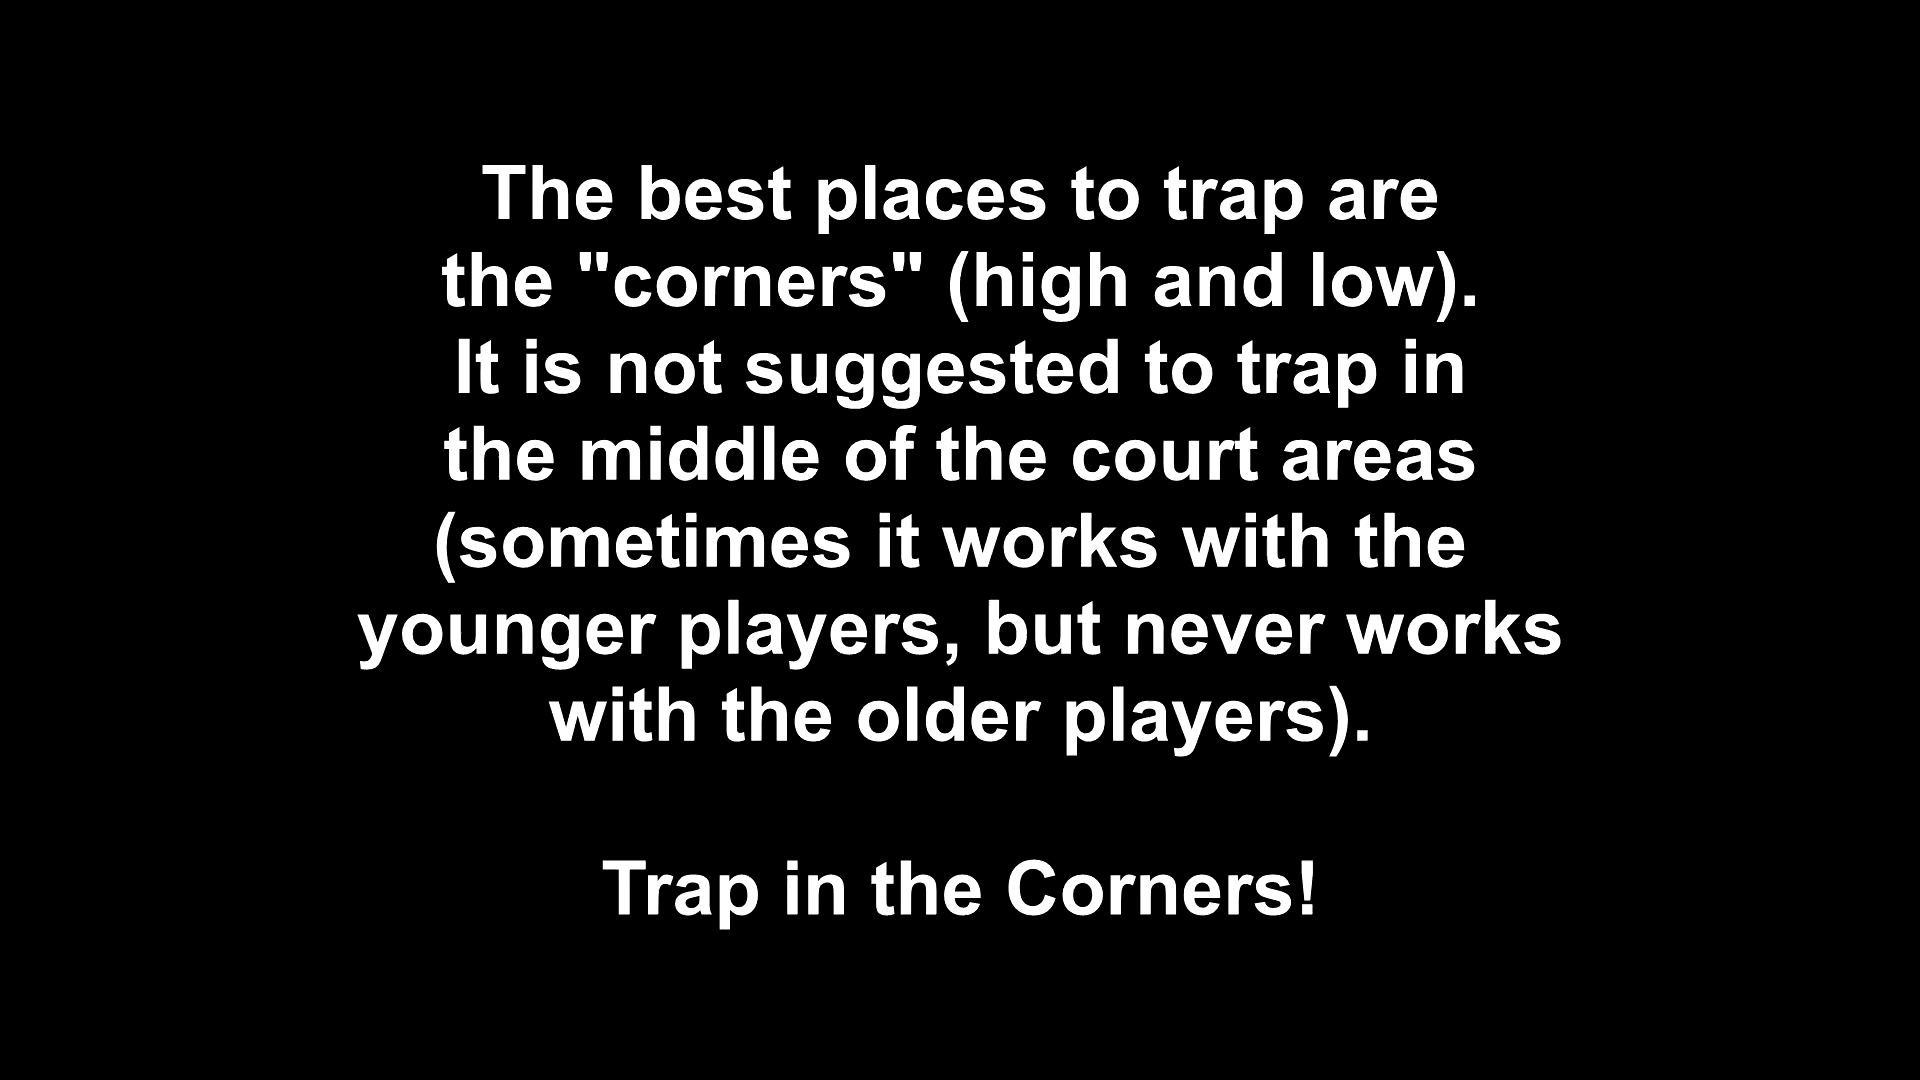 The best places to trap are
the "corners" (high and low).
It is not suggested to trap in
the middle of the court areas
(sometimes it works with the
younger players, but never works
with the older players).
Trap in the Corners!